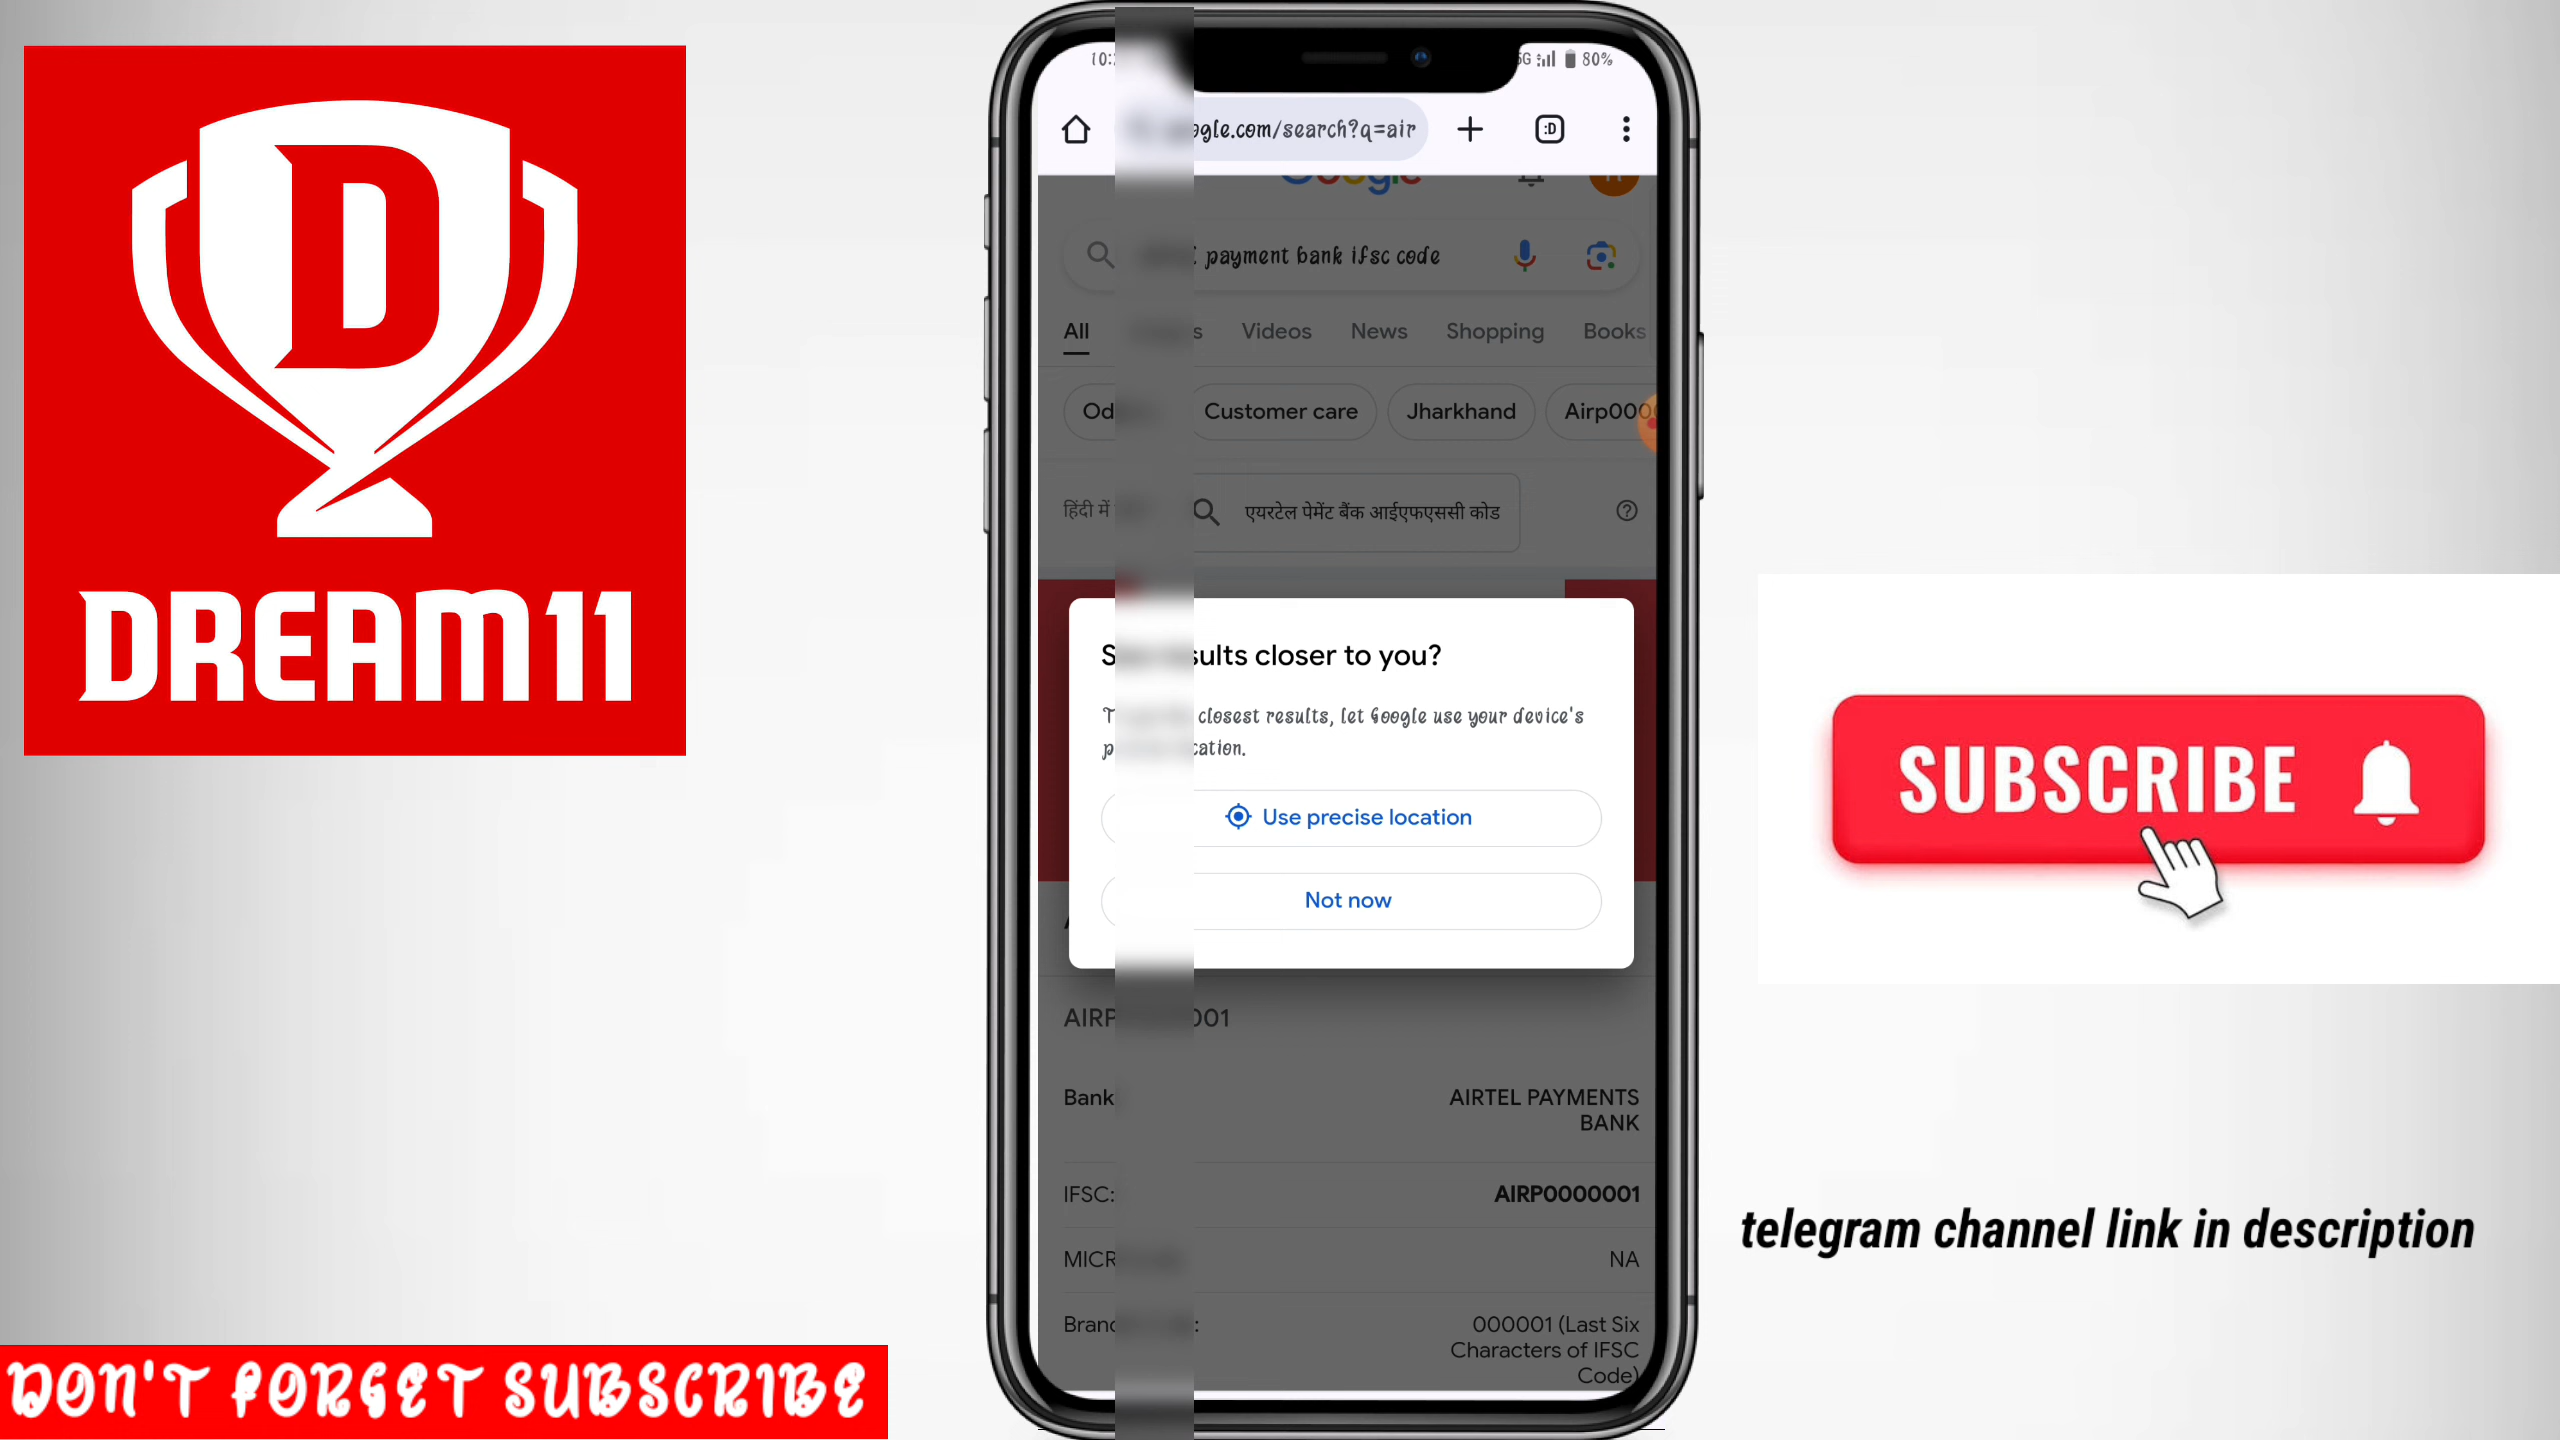 DREAM11
DON'T FORGET SUBSCRIBE
10:
5G 80%
ogle.com/search?q=air
:D
Google
payment bank ifsc code
All
Videos
News
Shopping
Books
Od
Customer care
Jharkhand
Airp000
हिंदी में
एयरटेल पेमेंट बैंक आईएफएससी कोड
sults closer to you?
closest results, let Google use your device's
cation.
Use precise location
Not now
AIRP
001
Bank
AIRTEL PAYMENTS
BANK
IFSC:
AIRP0000001
MICR
NA
Branc
:
000001 (Last Six
Characters of IFSC
Code)
SUBSCRIBE
telegram channel link in description